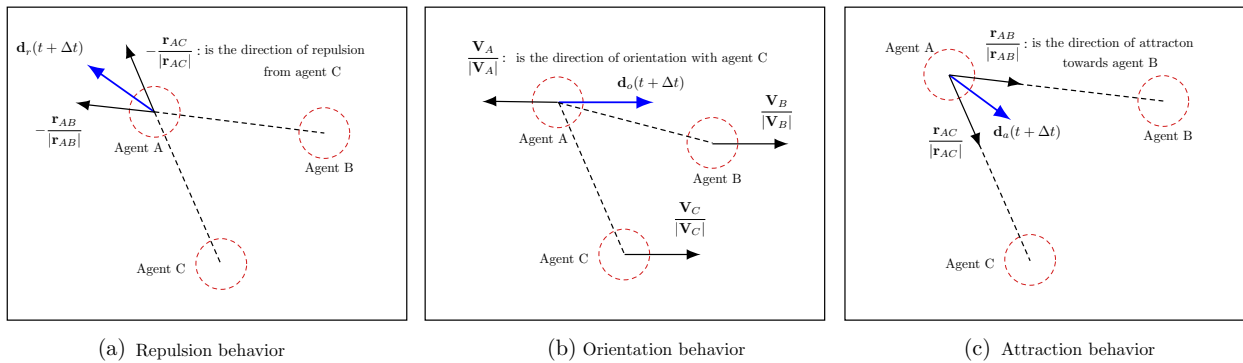 d_r(t + Δt)
−r_AC/|r_AC| : is the direction of repulsion
from agent C
−r_AB/|r_AB|
Agent A
Agent B
Agent C
(a) Repulsion behavior
V_A/|V_A| : is the direction of orientation with agent C
d_o(t + Δt)
V_B/|V_B|
Agent A
Agent B
V_C/|V_C|
Agent C
(b) Orientation behavior
Agent A
r_AB/|r_AB| : is the direction of attracton
towards agent B
r_AC/|r_AC|
d_a(t + Δt)
Agent B
Agent C
(c) Attraction behavior